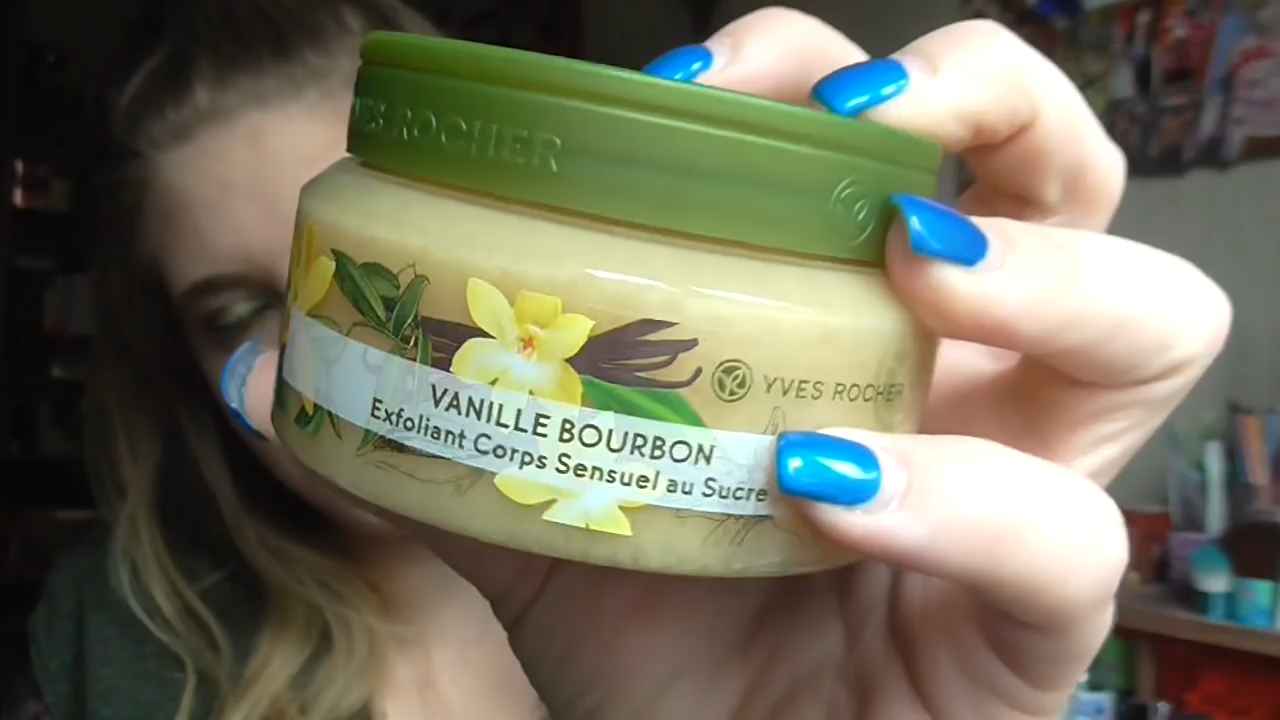 YVES ROCHER
YVES ROCHER
VANILLE BOURBON
Exfoliant Corps Sensuel au Sucre